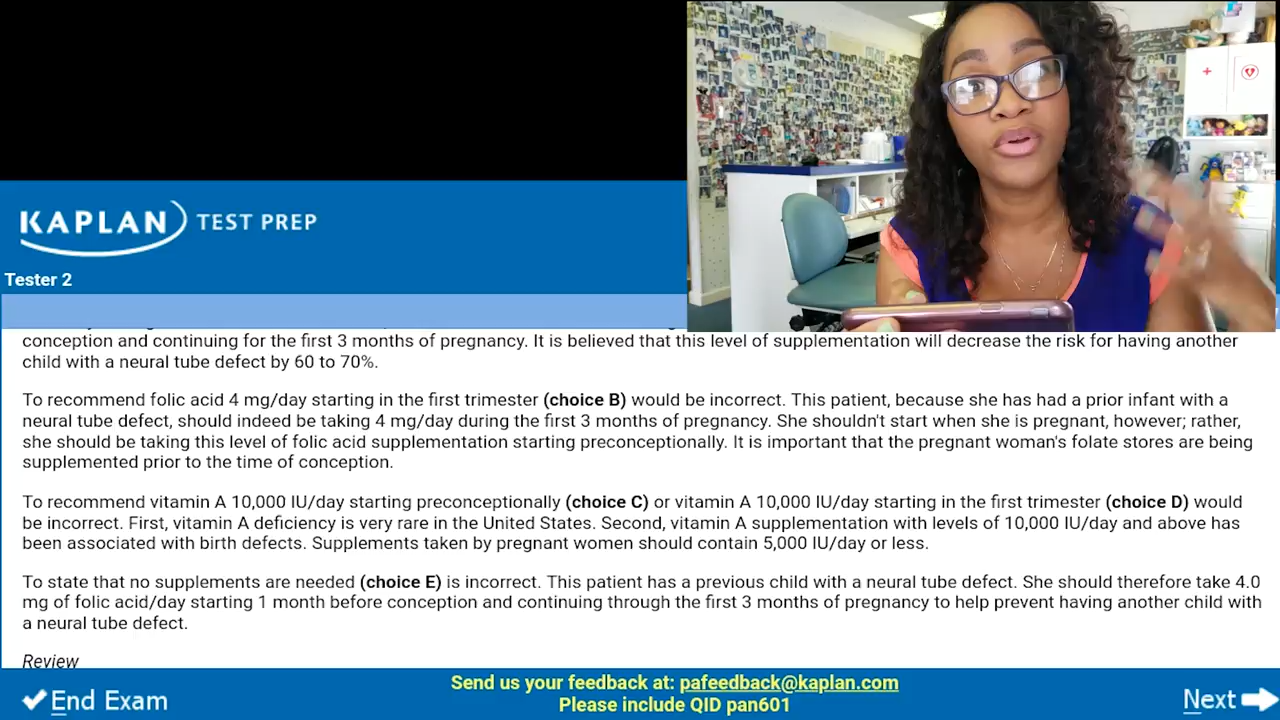 KAPLAN TEST PREP
Tester 2
conception and continuing for the first 3 months of pregnancy. It is believed that this level of supplementation will decrease the risk for having another
child with a neural tube defect by 60 to 70%.
To recommend folic acid 4 mg/day starting in the first trimester (choice B) would be incorrect. This patient, because she has had a prior infant with a
neural tube defect, should indeed be taking 4 mg/day during the first 3 months of pregnancy. She shouldn't start when she is pregnant, however; rather,
she should be taking this level of folic acid supplementation starting preconceptionally. It is important that the pregnant woman's folate stores are being
supplemented prior to the time of conception.
To recommend vitamin A 10,000 IU/day starting preconceptionally (choice C) or vitamin A 10,000 IU/day starting in the first trimester (choice D) would
be incorrect. First, vitamin A deficiency is very rare in the United States. Second, vitamin A supplementation with levels of 10,000 IU/day and above has
been associated with birth defects. Supplements taken by pregnant women should contain 5,000 IU/day or less.
To state that no supplements are needed (choice E) is incorrect. This patient has a previous child with a neural tube defect. She should therefore take 4.0
mg of folic acid/day starting 1 month before conception and continuing through the first 3 months of pregnancy to help prevent having another child with
a neural tube defect.
Review
End Exam
Send us your feedback at: pafeedback@kaplan.com
Please include QID pan601
Next